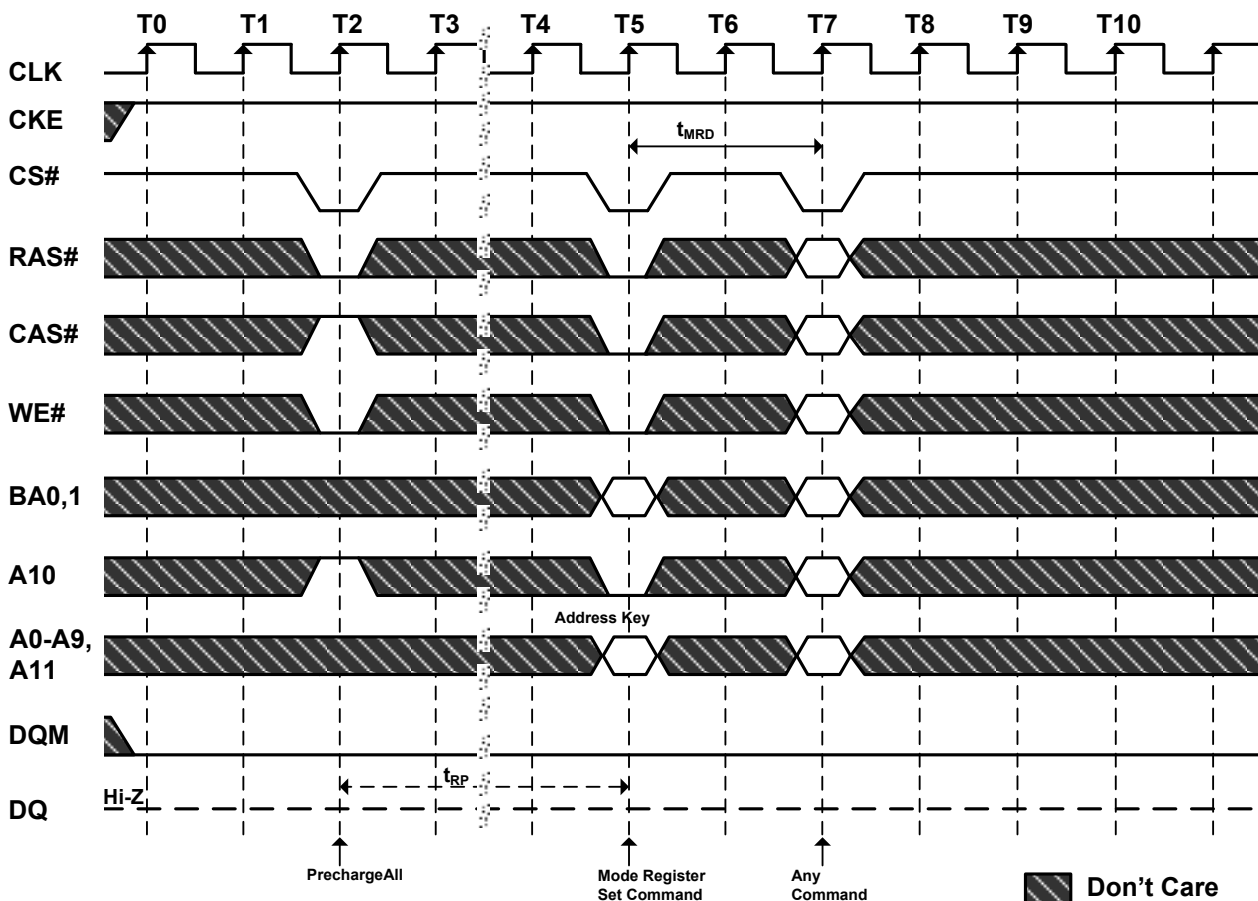 T0 T1 T2 T3 T4 T5 T6 T7 T8 T9 T10
CLK
CKE
tMRD
CS#
RAS#
CAS#
WE#
BA0,1
A10
Address Key
A0-A9,
A11
DQM
tRP
Hi-Z
DQ
PrechargeAll
Mode Register
Set Command
Any
Command
Don't Care